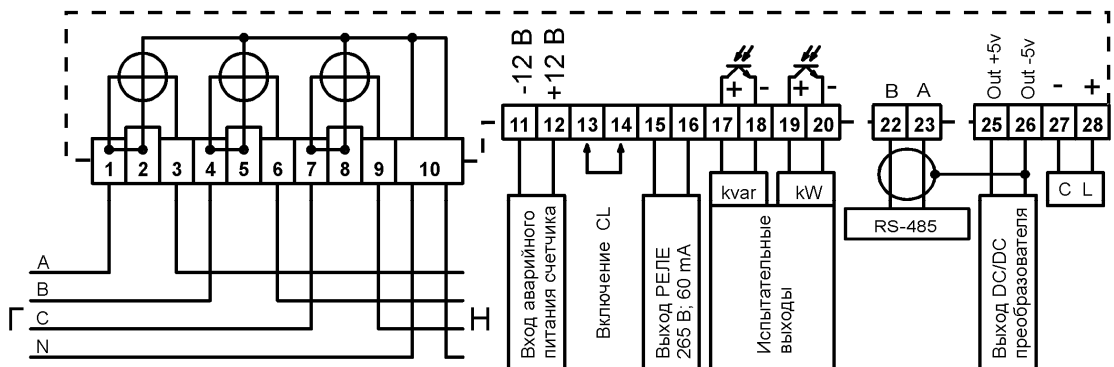 1 2 3 4 5 6 7 8 9 10
A
B
C
N
Г
Н
-12 В
+12 В
11 12 13 14 15 16 17 18 19 20
+ - + -
kvar
kW
Вход аварийного
питания счетчика
Включение CL
Выход РЕЛЕ
265 В; 60 mA
Испытательные
выходы
B A
22 23
RS-485
Out +5v
Out -5v
- +
25 26 27 28
C L
Выход DC/DC
преобразователя